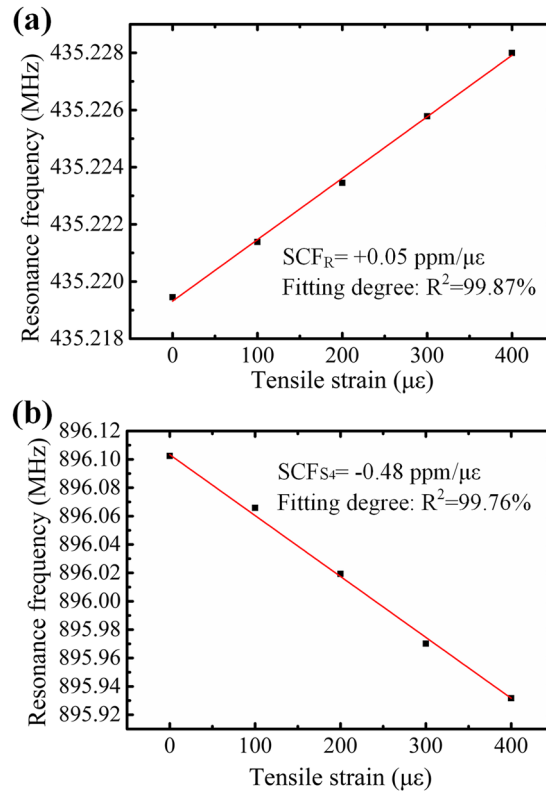 (a)
435.228
435.226
435.224
435.222
435.220
435.218
Resonance frequency (MHz)
SCF_R= +0.05 ppm/με
Fitting degree: R²=99.87%
0 100 200 300 400
Tensile strain (με)
(b)
896.12
896.10
896.08
896.06
896.04
896.02
896.00
895.98
895.96
895.94
895.92
Resonance frequency (MHz)
SCF_S4= -0.48 ppm/με
Fitting degree: R²=99.76%
0 100 200 300 400
Tensile strain (με)